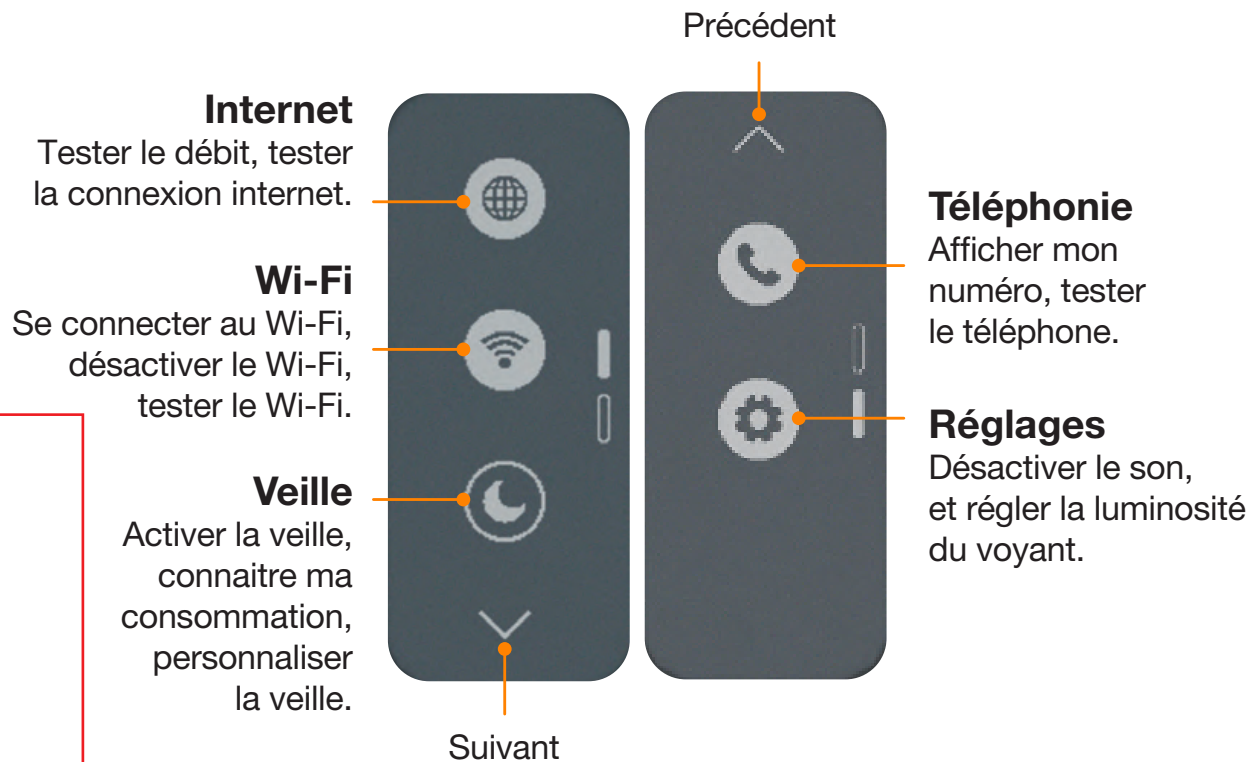 Précédent
Internet
Tester le débit, tester
la connexion internet.
Wi-Fi
Se connecter au Wi-Fi,
désactiver le Wi-Fi,
tester le Wi-Fi.
Veille
Activer la veille,
connaitre ma
consommation,
personnaliser
la veille.
Suivant
Téléphonie
Afficher mon
numéro, tester
le téléphone.
Réglages
Désactiver le son,
et régler la luminosité
du voyant.